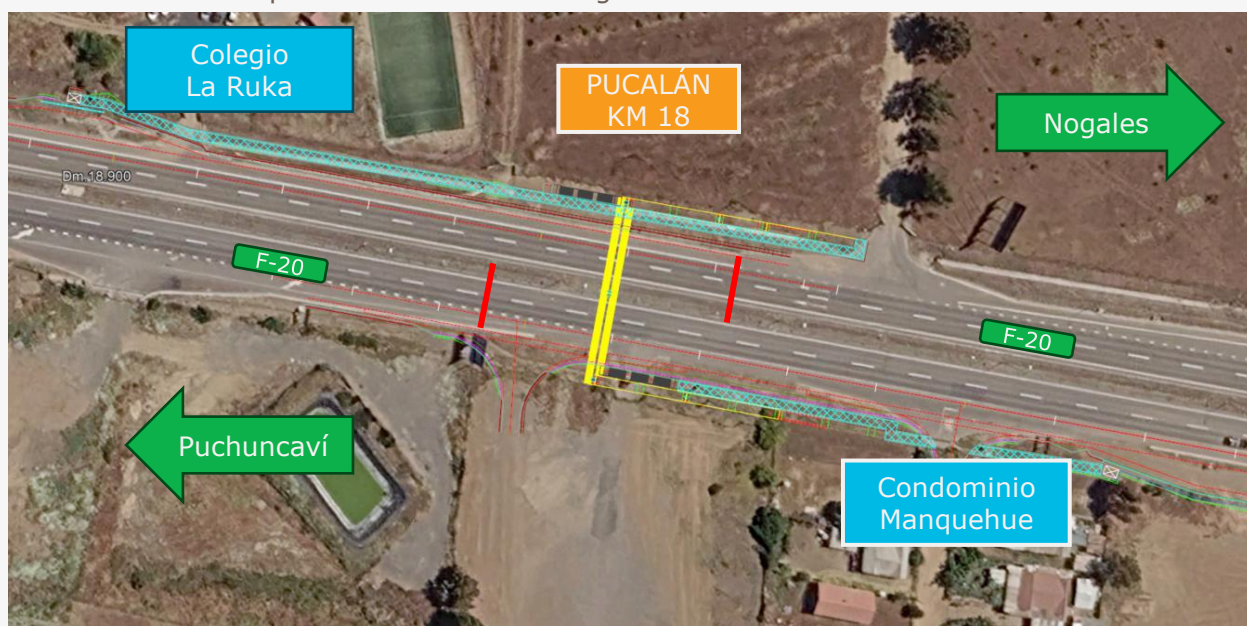 Colegio
La Ruka
PUCALÁN
KM 18
Nogales
Dm.18.900
F-20
F-20
Puchuncaví
Condominio
Manquehue